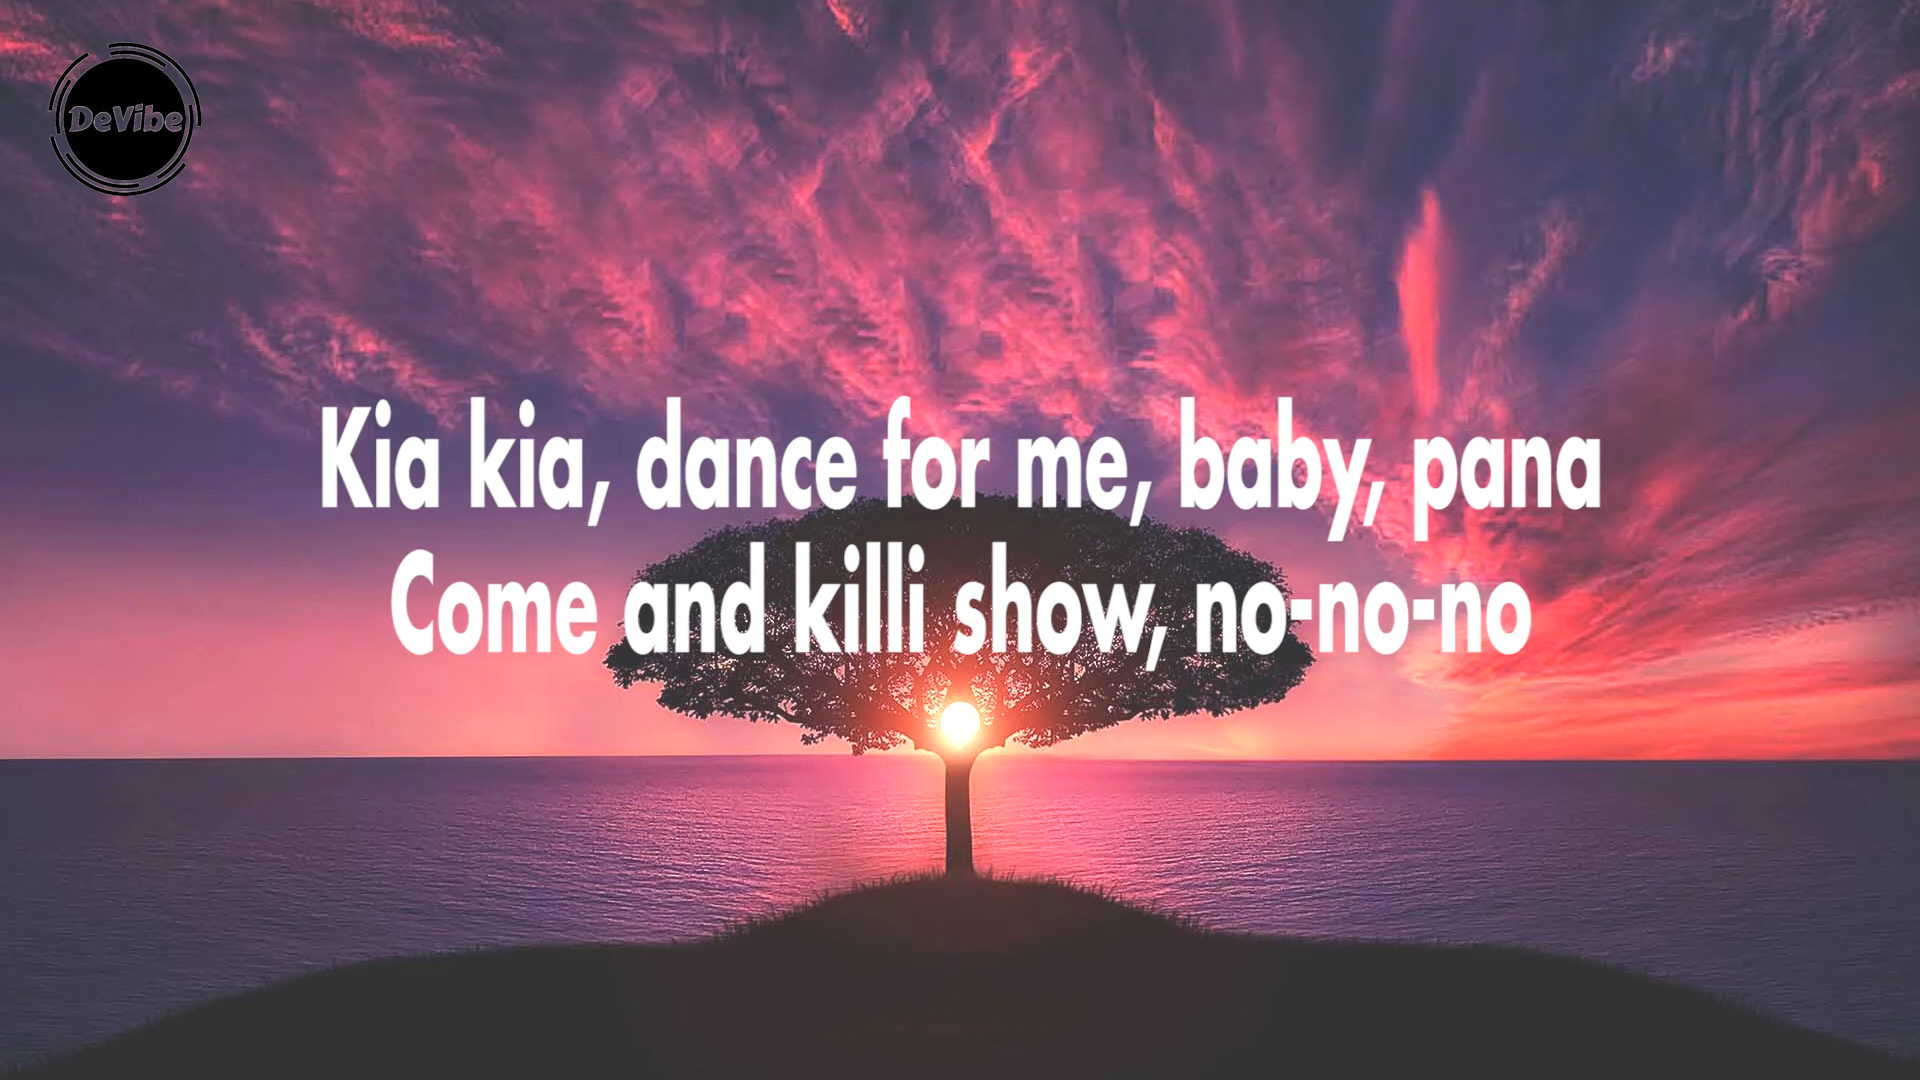 DeVibe
Kia kia, dance for me, baby, pana
Come and killi show, no-no-no